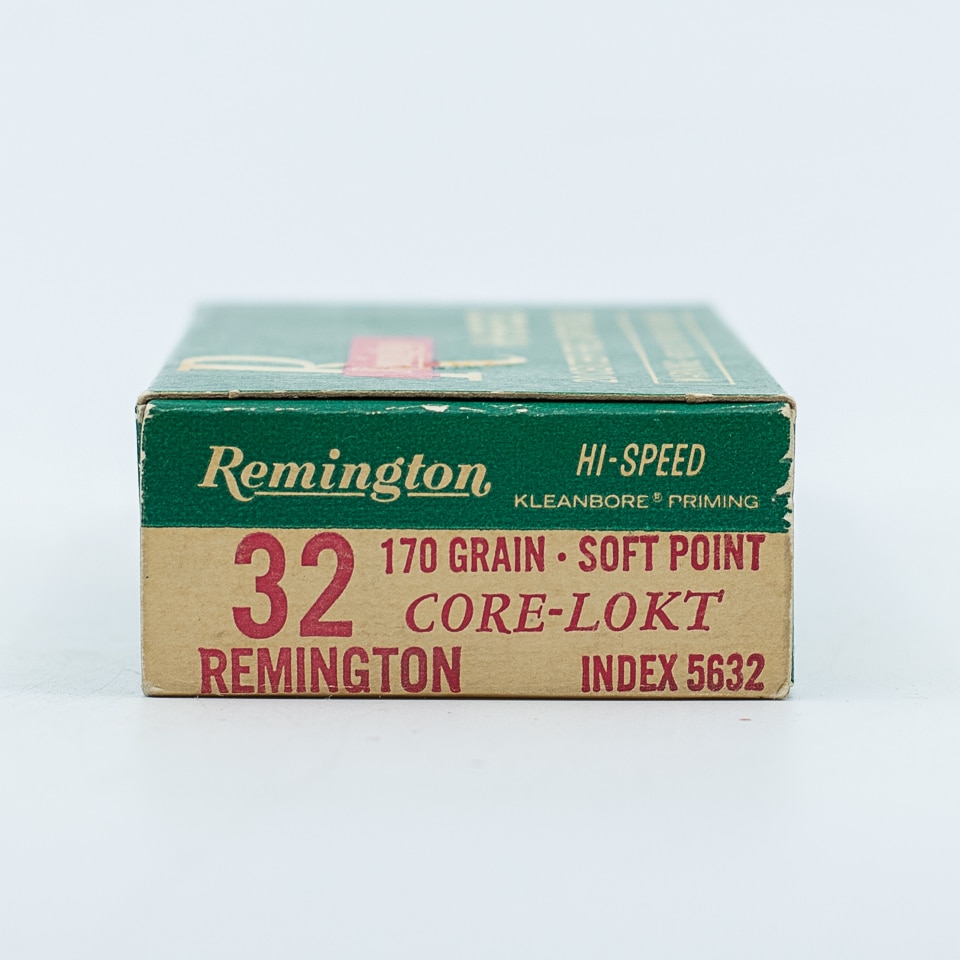 Remington
HI-SPEED
KLEANBORE® PRIMING
32
170 GRAIN · SOFT POINT
CORE-LOKT
REMINGTON
INDEX 5632